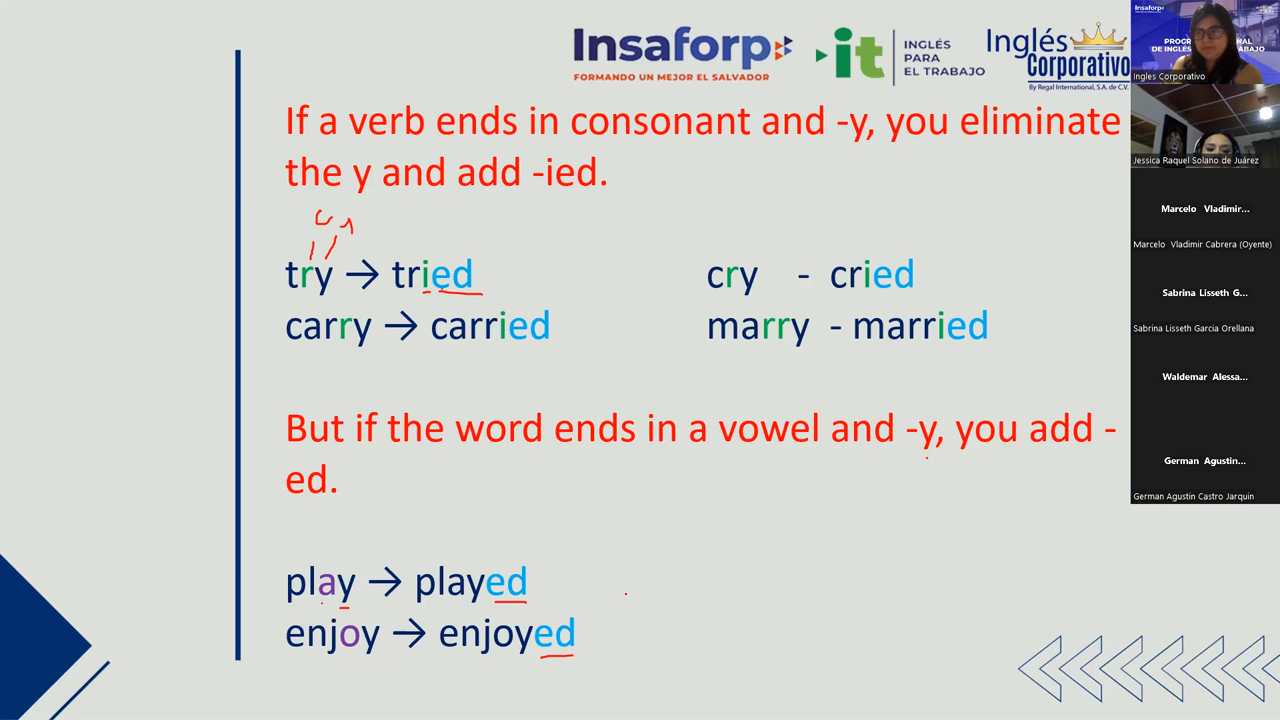 Insaforp
FORMANDO UN MEJOR EL SALVADOR
it
INGLÉS
PARA
EL TRABAJO
Inglés
Corporativo
By Regal International, S.A. de C.V.
If a verb ends in consonant and -y, you eliminate
the y and add -ied.
try → tried cry - cried
carry → carried marry - married
But if the word ends in a vowel and -y, you add -
ed.
play → played
enjoy → enjoyed
Insaforp
Ingles Corporativo
Jessica Raquel Solano de Juárez
Marcelo Vladimir...
Marcelo Vladimir Cabrera (Oyente)
Sabrina Lisseth G...
Sabrina Lisseth Garcia Orellana
Waldemar Alessa...
German Agustin...
German Agustin Castro Jarquin